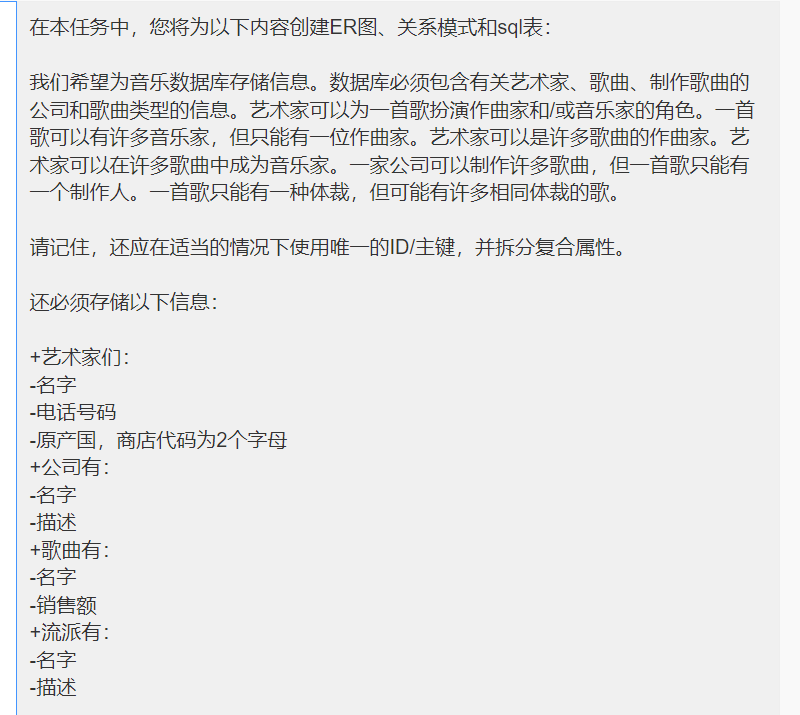 在本任务中，您将为以下内容创建ER图、关系模式和sql表：
我们希望为音乐数据库存储信息。数据库必须包含有关艺术家、歌曲、制作歌曲的
公司和歌曲类型的信息。艺术家可以为一首歌扮演作曲家和/或音乐家的角色。一首
歌可以有许多音乐家，但只能有一位作曲家。艺术家可以是许多歌曲的作曲家。艺
术家可以在许多歌曲中成为音乐家。一家公司可以制作许多歌曲，但一首歌只能有
一个制作人。一首歌只能有一种体裁，但可能有许多相同体裁的歌。
请记住，还应在适当的情况下使用唯一的ID/主键，并拆分复合属性。
还必须存储以下信息：
+艺术家们：
-名字
-电话号码
-原产国，商店代码为2个字母
+公司有：
-名字
-描述
+歌曲有：
-名字
-销售额
+流派有：
-名字
-描述